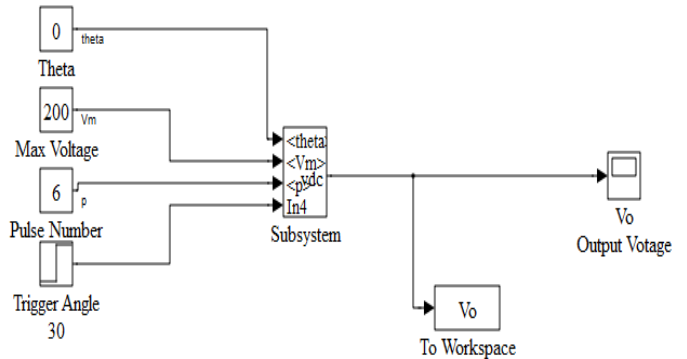 0
theta
Theta
200
Vm
Max Voltage
6
p
Pulse Number
Trigger Angle
30
<theta>
<Vm>
<p>
vdc
In4
Subsystem
Vo
Output Votage
Vo
To Workspace